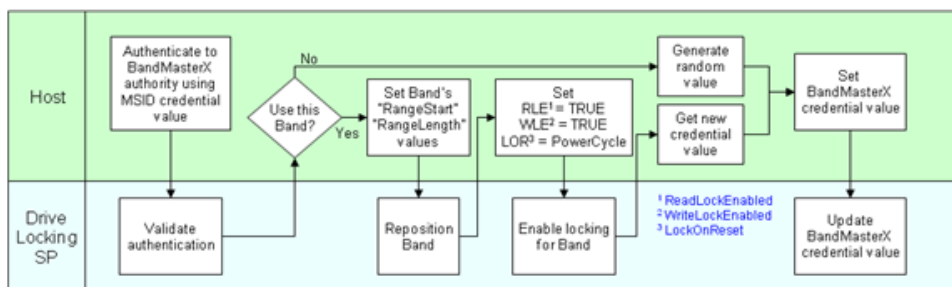 Host
Authenticate to
BandMasterX
authority using
MSID credential
value
No
Use this
Band?
Yes
Set Band's
"RangeStart"
"RangeLength"
values
Set
RLE¹ = TRUE
WLE² = TRUE
LOR³ = PowerCycle
Generate
random
value
Get new
credential
value
Set
BandMasterX
credential value
Drive
Locking
SP
Validate
authentication
Reposition
Band
Enable locking
for Band
¹ ReadLockEnabled
² WriteLockEnabled
³ LockOnReset
Update
BandMasterX
credential value